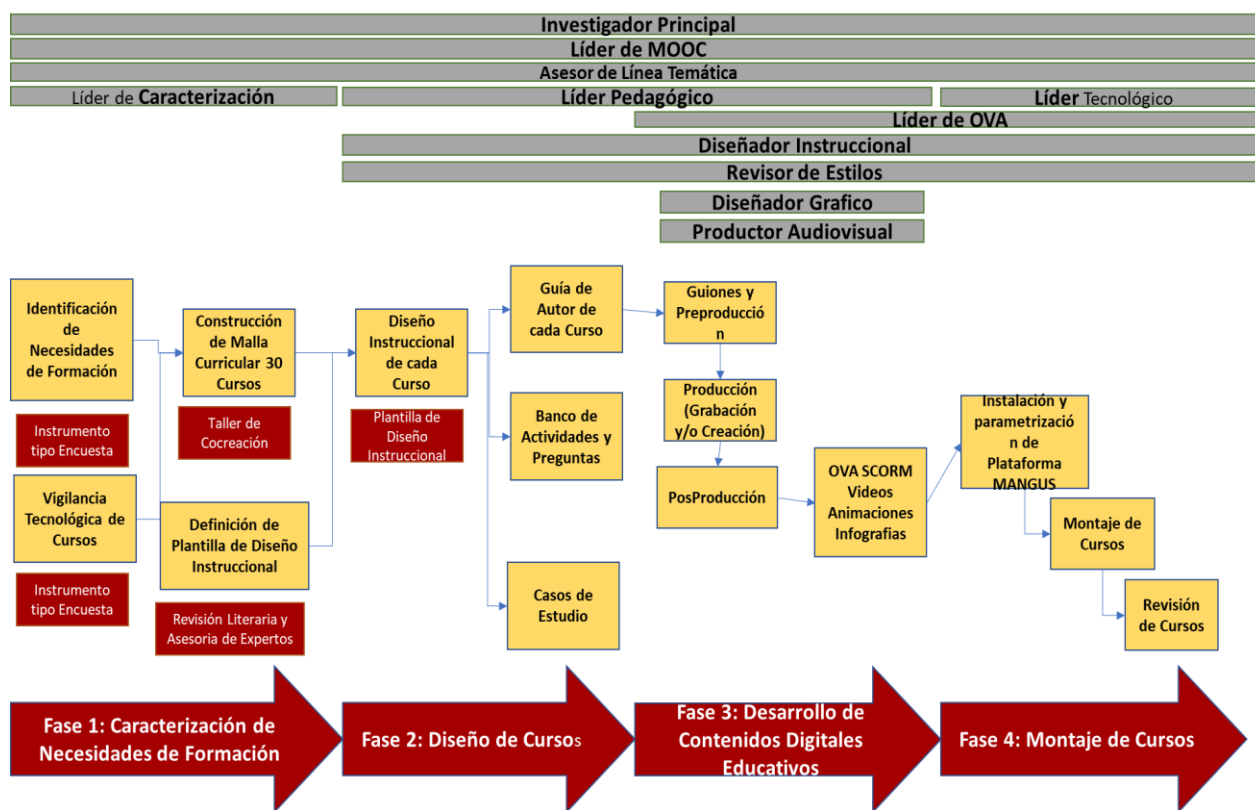 Investigador Principal
Líder de MOOC
Asesor de Línea Temática
Líder de Caracterización
Líder Pedagógico
Líder Tecnológico
Líder de OVA
Diseñador Instruccional
Revisor de Estilos
Diseñador Grafico
Productor Audiovisual
Identificación
de
Necesidades
de Formación
Instrumento
tipo Encuesta
Vigilancia
Tecnológica de
Cursos
Instrumento
tipo Encuesta
Construcción
de Malla
Curricular 30
Cursos
Taller de
Cocreación
Definición de
Plantilla de Diseño
Instruccional
Revisión Literaria y
Asesoria de Expertos
Diseño
Instruccional
de cada
Curso
Plantilla de
Diseño
Instruccional
Guía de
Autor de
cada Curso
Banco de
Actividades y
Preguntas
Casos de
Estudio
Guiones y
Preproducció
n
Producción
(Grabación
y/o Creación)
PosProducción
OVA SCORM
Videos
Animaciones
Infografias
Instalación y
parametrizació
n de
Plataforma
MANGUS
Montaje de
Cursos
Revisión
de Cursos
Fase 1: Caracterización de
Necesidades de Formación
Fase 2: Diseño de Cursos
Fase 3: Desarrollo de
Contenidos Digitales
Educativos
Fase 4: Montaje de Cursos